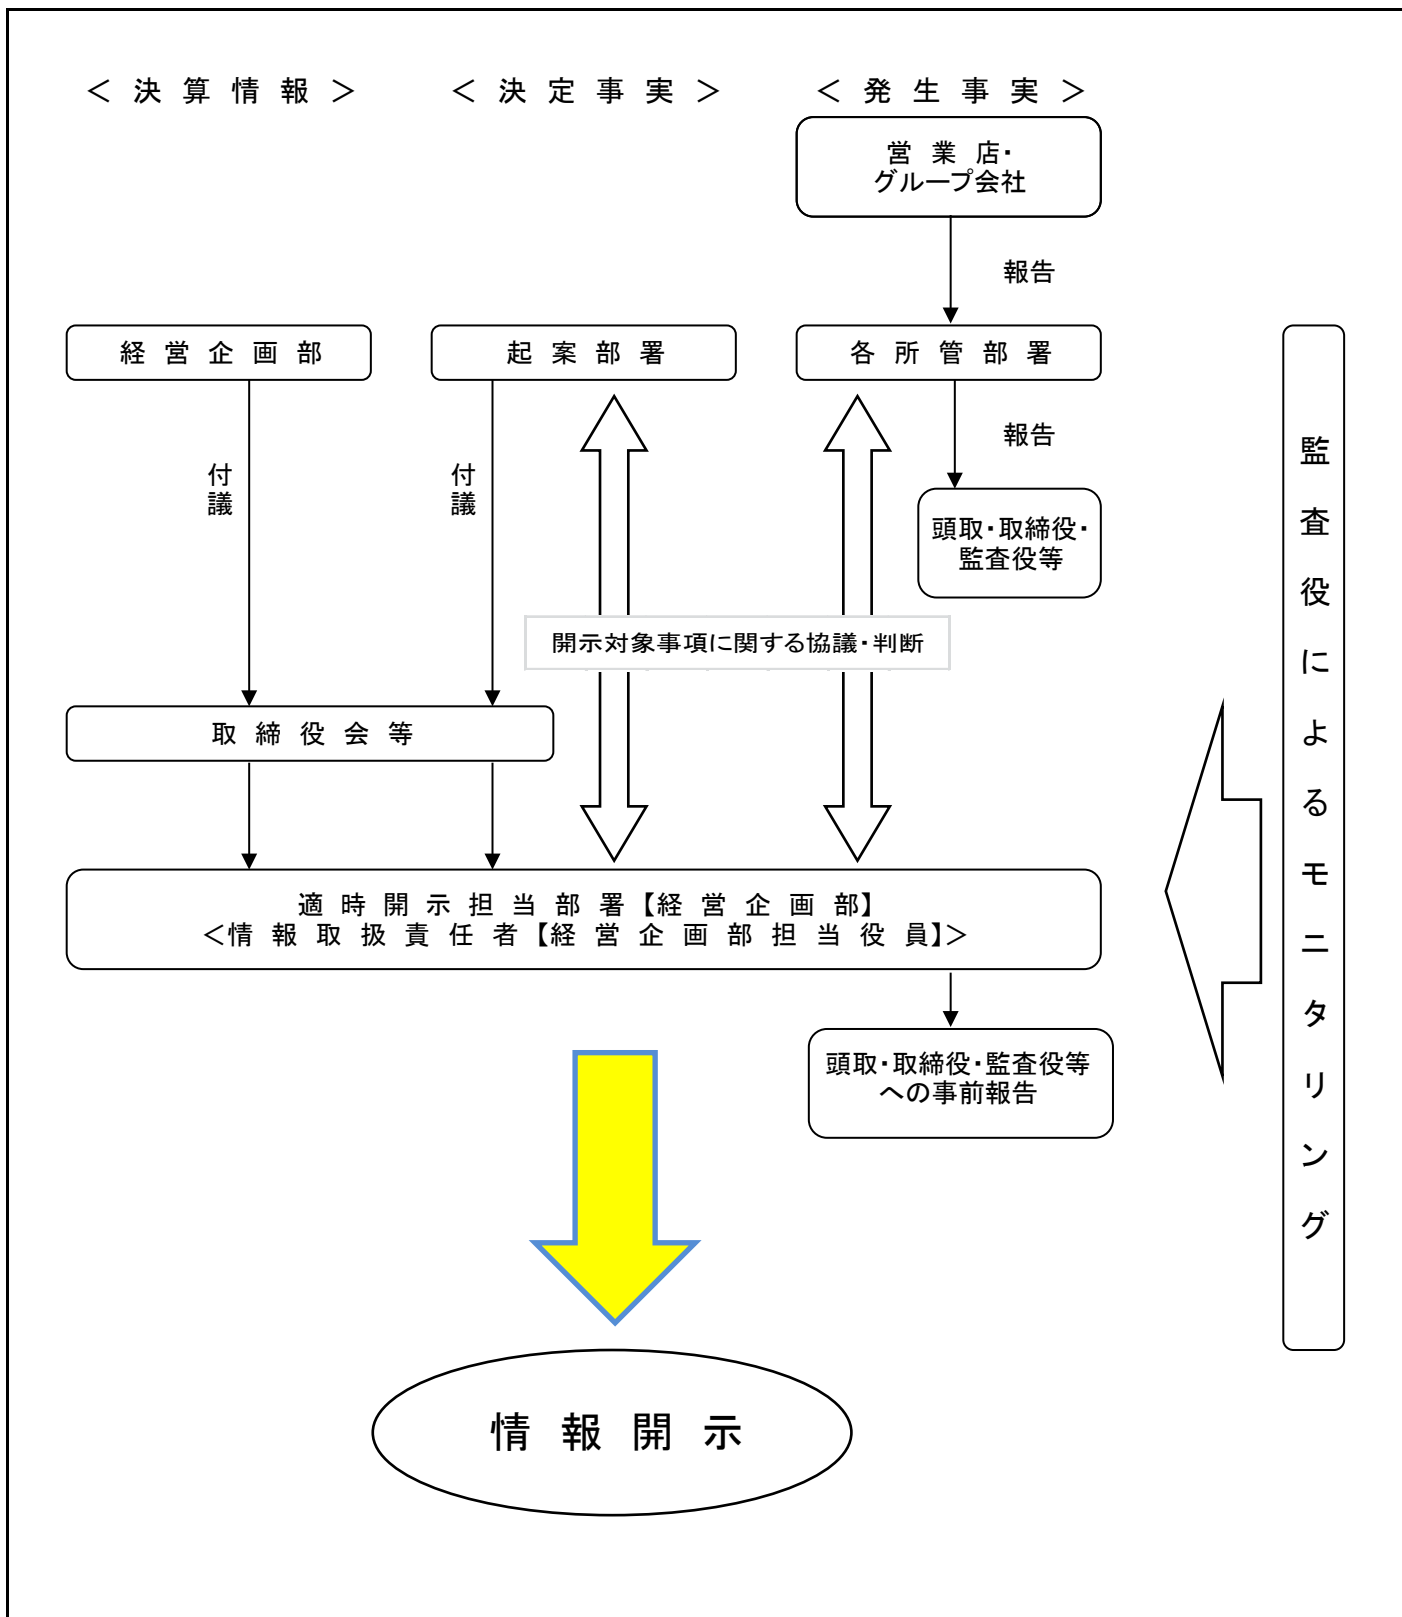 ＜決算情報＞
＜決定事実＞
＜発生事実＞
営業店・
グループ会社
報告
経営企画部
起案部署
各所管部署
報告
付議
付議
頭取・取締役・
監査役等
開示対象事項に関する協議・判断
取締役会等
適時開示担当部署【経営企画部】
＜情報取扱責任者【経営企画部担当役員】＞
頭取・取締役・監査役等
への事前報告
監査役によるモニタリング
情報開示